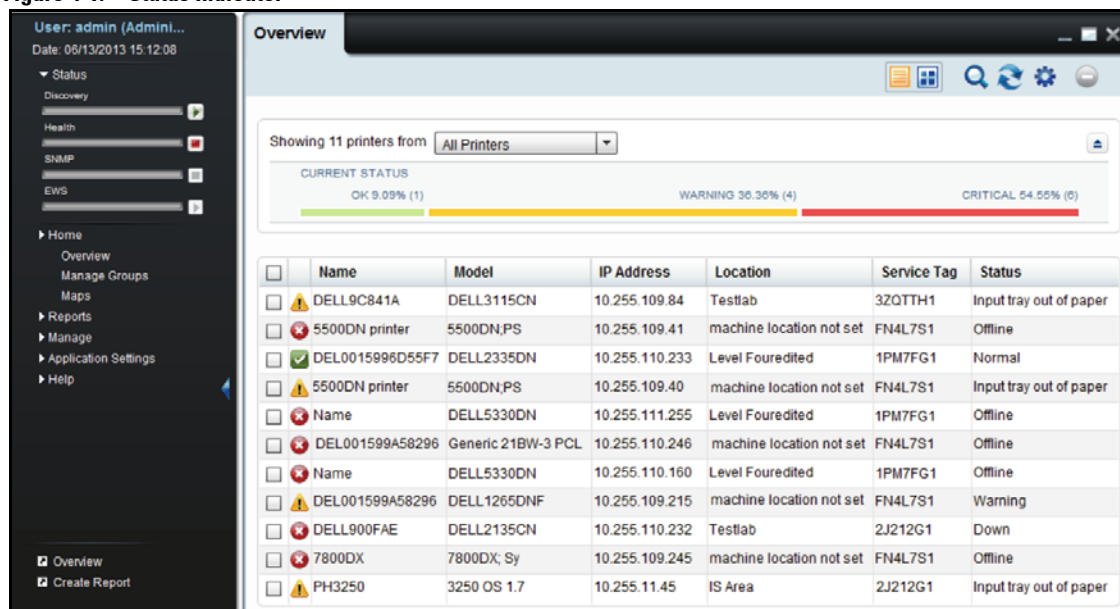 User: admin (Admini...
Date: 06/13/2013 15:12:08
Status
Discovery
Health
SNMP
EWS
Home
Overview
Manage Groups
Maps
Reports
Manage
Application Settings
Help
Overview
Create Report
Overview
Showing 11 printers from All Printers
CURRENT STATUS
OK 9.09% (1) WARNING 36.36% (4) CRITICAL 54.55% (6)
Name Model IP Address Location Service Tag Status
DELL9C841A DELL3115CN 10.255.109.84 Testlab 3ZQTTH1 Input tray out of paper
5500DN printer 5500DN;PS 10.255.109.41 machine location not set FN4L7S1 Offline
DEL0015996D55F7 DELL2335DN 10.255.110.233 Level Fouredited 1PM7FG1 Normal
5500DN printer 5500DN;PS 10.255.109.40 machine location not set FN4L7S1 Input tray out of paper
Name DELL5330DN 10.255.111.255 Level Fouredited 1PM7FG1 Offline
DEL001599A58296 Generic 21BW-3 PCL 10.255.110.246 machine location not set FN4L7S1 Offline
Name DELL5330DN 10.255.110.160 Level Fouredited 1PM7FG1 Offline
DEL001599A58296 DELL1265DNF 10.255.109.215 machine location not set FN4L7S1 Warning
DELL900FAE DELL2135CN 10.255.110.232 Testlab 2J212G1 Down
7800DX 7800DX; Sy 10.255.109.245 machine location not set FN4L7S1 Offline
PH3250 3250 OS 1.7 10.255.11.45 IS Area 2J212G1 Input tray out of paper